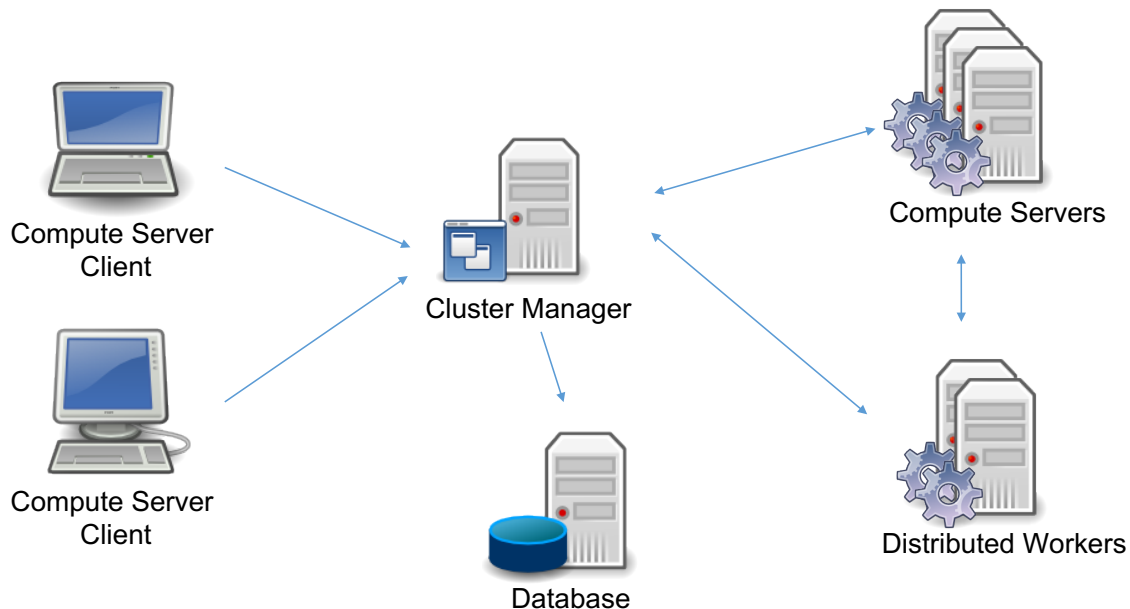 Compute Server
Client
Cluster Manager
Compute Servers
Compute Server
Client
Database
Distributed Workers